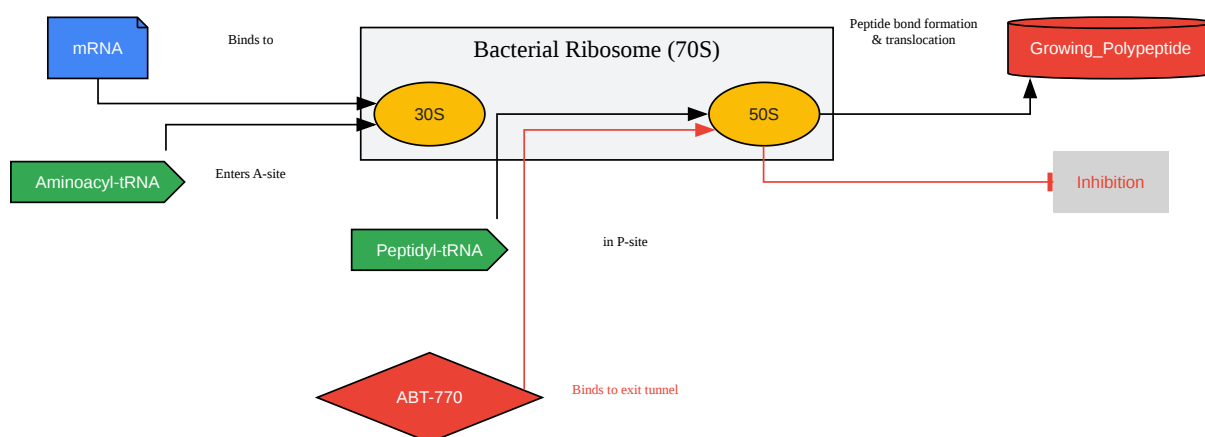 mRNA
Binds to
Bacterial Ribosome (70S)
Peptide bond formation
& translocation
Growing_Polypeptide
30S
50S
Aminoacyl-tRNA
Enters A-site
Inhibition
Peptidyl-tRNA
in P-site
ABT-770
Binds to exit tunnel